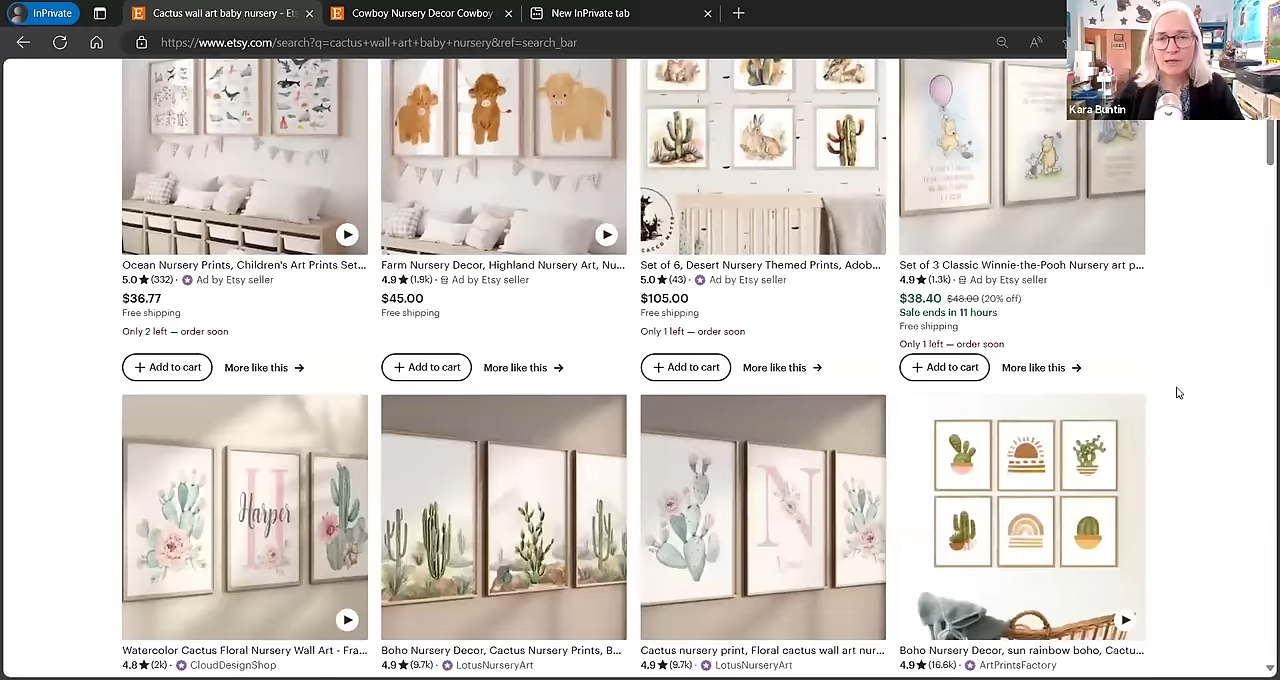 InPrivate
Cactus wall art baby nursery - Ets
Cowboy Nursery Decor Cowboy
New InPrivate tab
https://www.etsy.com/search?q=cactus+wall+art+baby+nursery&ref=search_bar
Kara Buntin
Ocean Nursery Prints, Children's Art Prints Set...
5.0★(332) · Ad by Etsy seller
$36.77
Free shipping
Only 2 left — order soon
+ Add to cart
More like this →
Farm Nursery Decor, Highland Nursery Art, Nu...
4.9★(1.9k) · Ad by Etsy seller
$45.00
Free shipping
+ Add to cart
More like this →
Set of 6, Desert Nursery Themed Prints, Adob...
5.0★(43) · Ad by Etsy seller
$105.00
Free shipping
Only 1 left — order soon
+ Add to cart
More like this →
Set of 3 Classic Winnie-the-Pooh Nursery art p...
4.9★(1.3k) · Ad by Etsy seller
$38.40 $48.00 (20% off)
Sale ends in 11 hours
Free shipping
Only 1 left — order soon
+ Add to cart
More like this →
H
Harper
N
Watercolor Cactus Floral Nursery Wall Art - Fra...
4.8★(2k) · CloudDesignShop
Boho Nursery Decor, Cactus Nursery Prints, B...
4.9★(9.7k) · LotusNurseryArt
Cactus nursery print, Floral cactus wall art nur...
4.9★(9.7k) · LotusNurseryArt
Boho Nursery Decor, sun rainbow boho, Cactu...
4.9★(16.6k) · ArtPrintsFactory